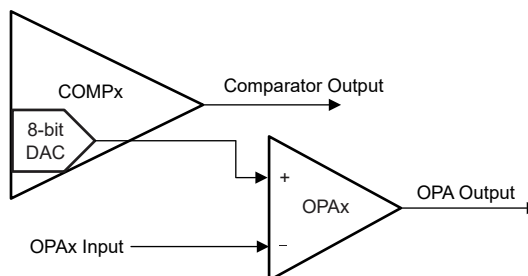 COMPx
Comparator Output
8-bit
DAC
+
OPAx
OPA Output
OPAx Input
−